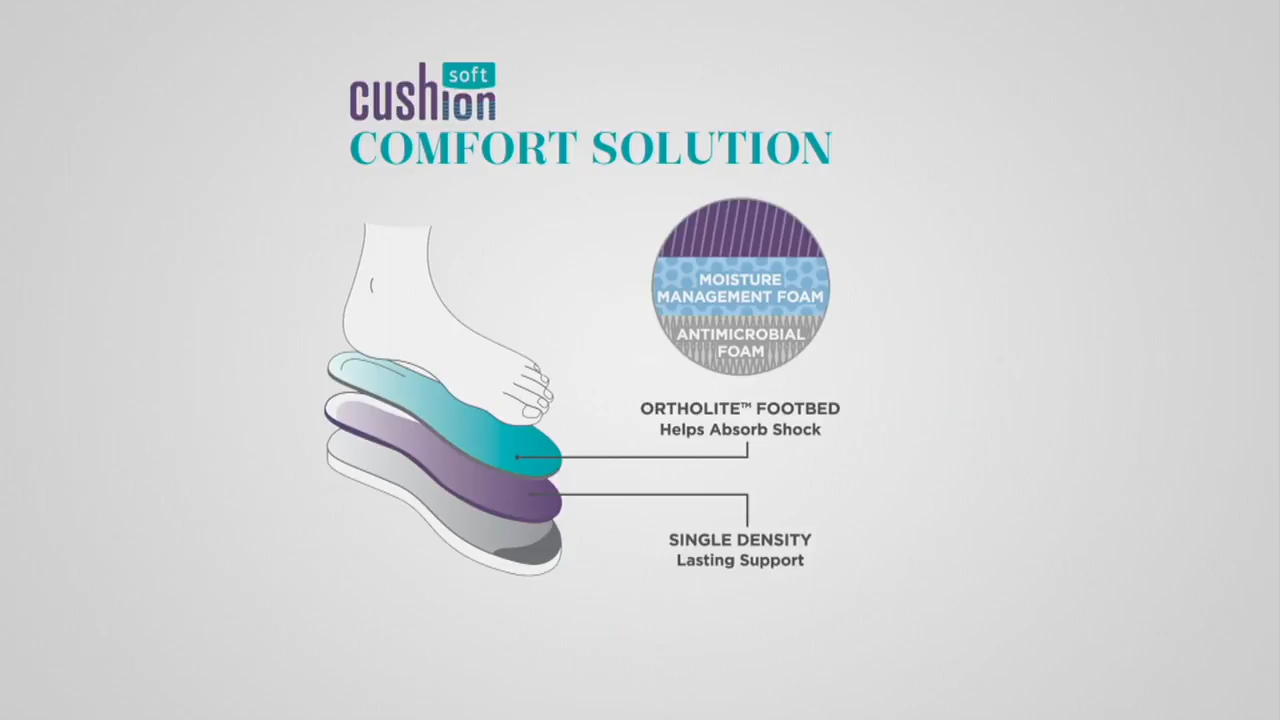 soft
cushion
COMFORT SOLUTION
MOISTURE
MANAGEMENT FOAM
ANTIMICROBIAL
FOAM
ORTHOLITE™ FOOTBED
Helps Absorb Shock
SINGLE DENSITY
Lasting Support